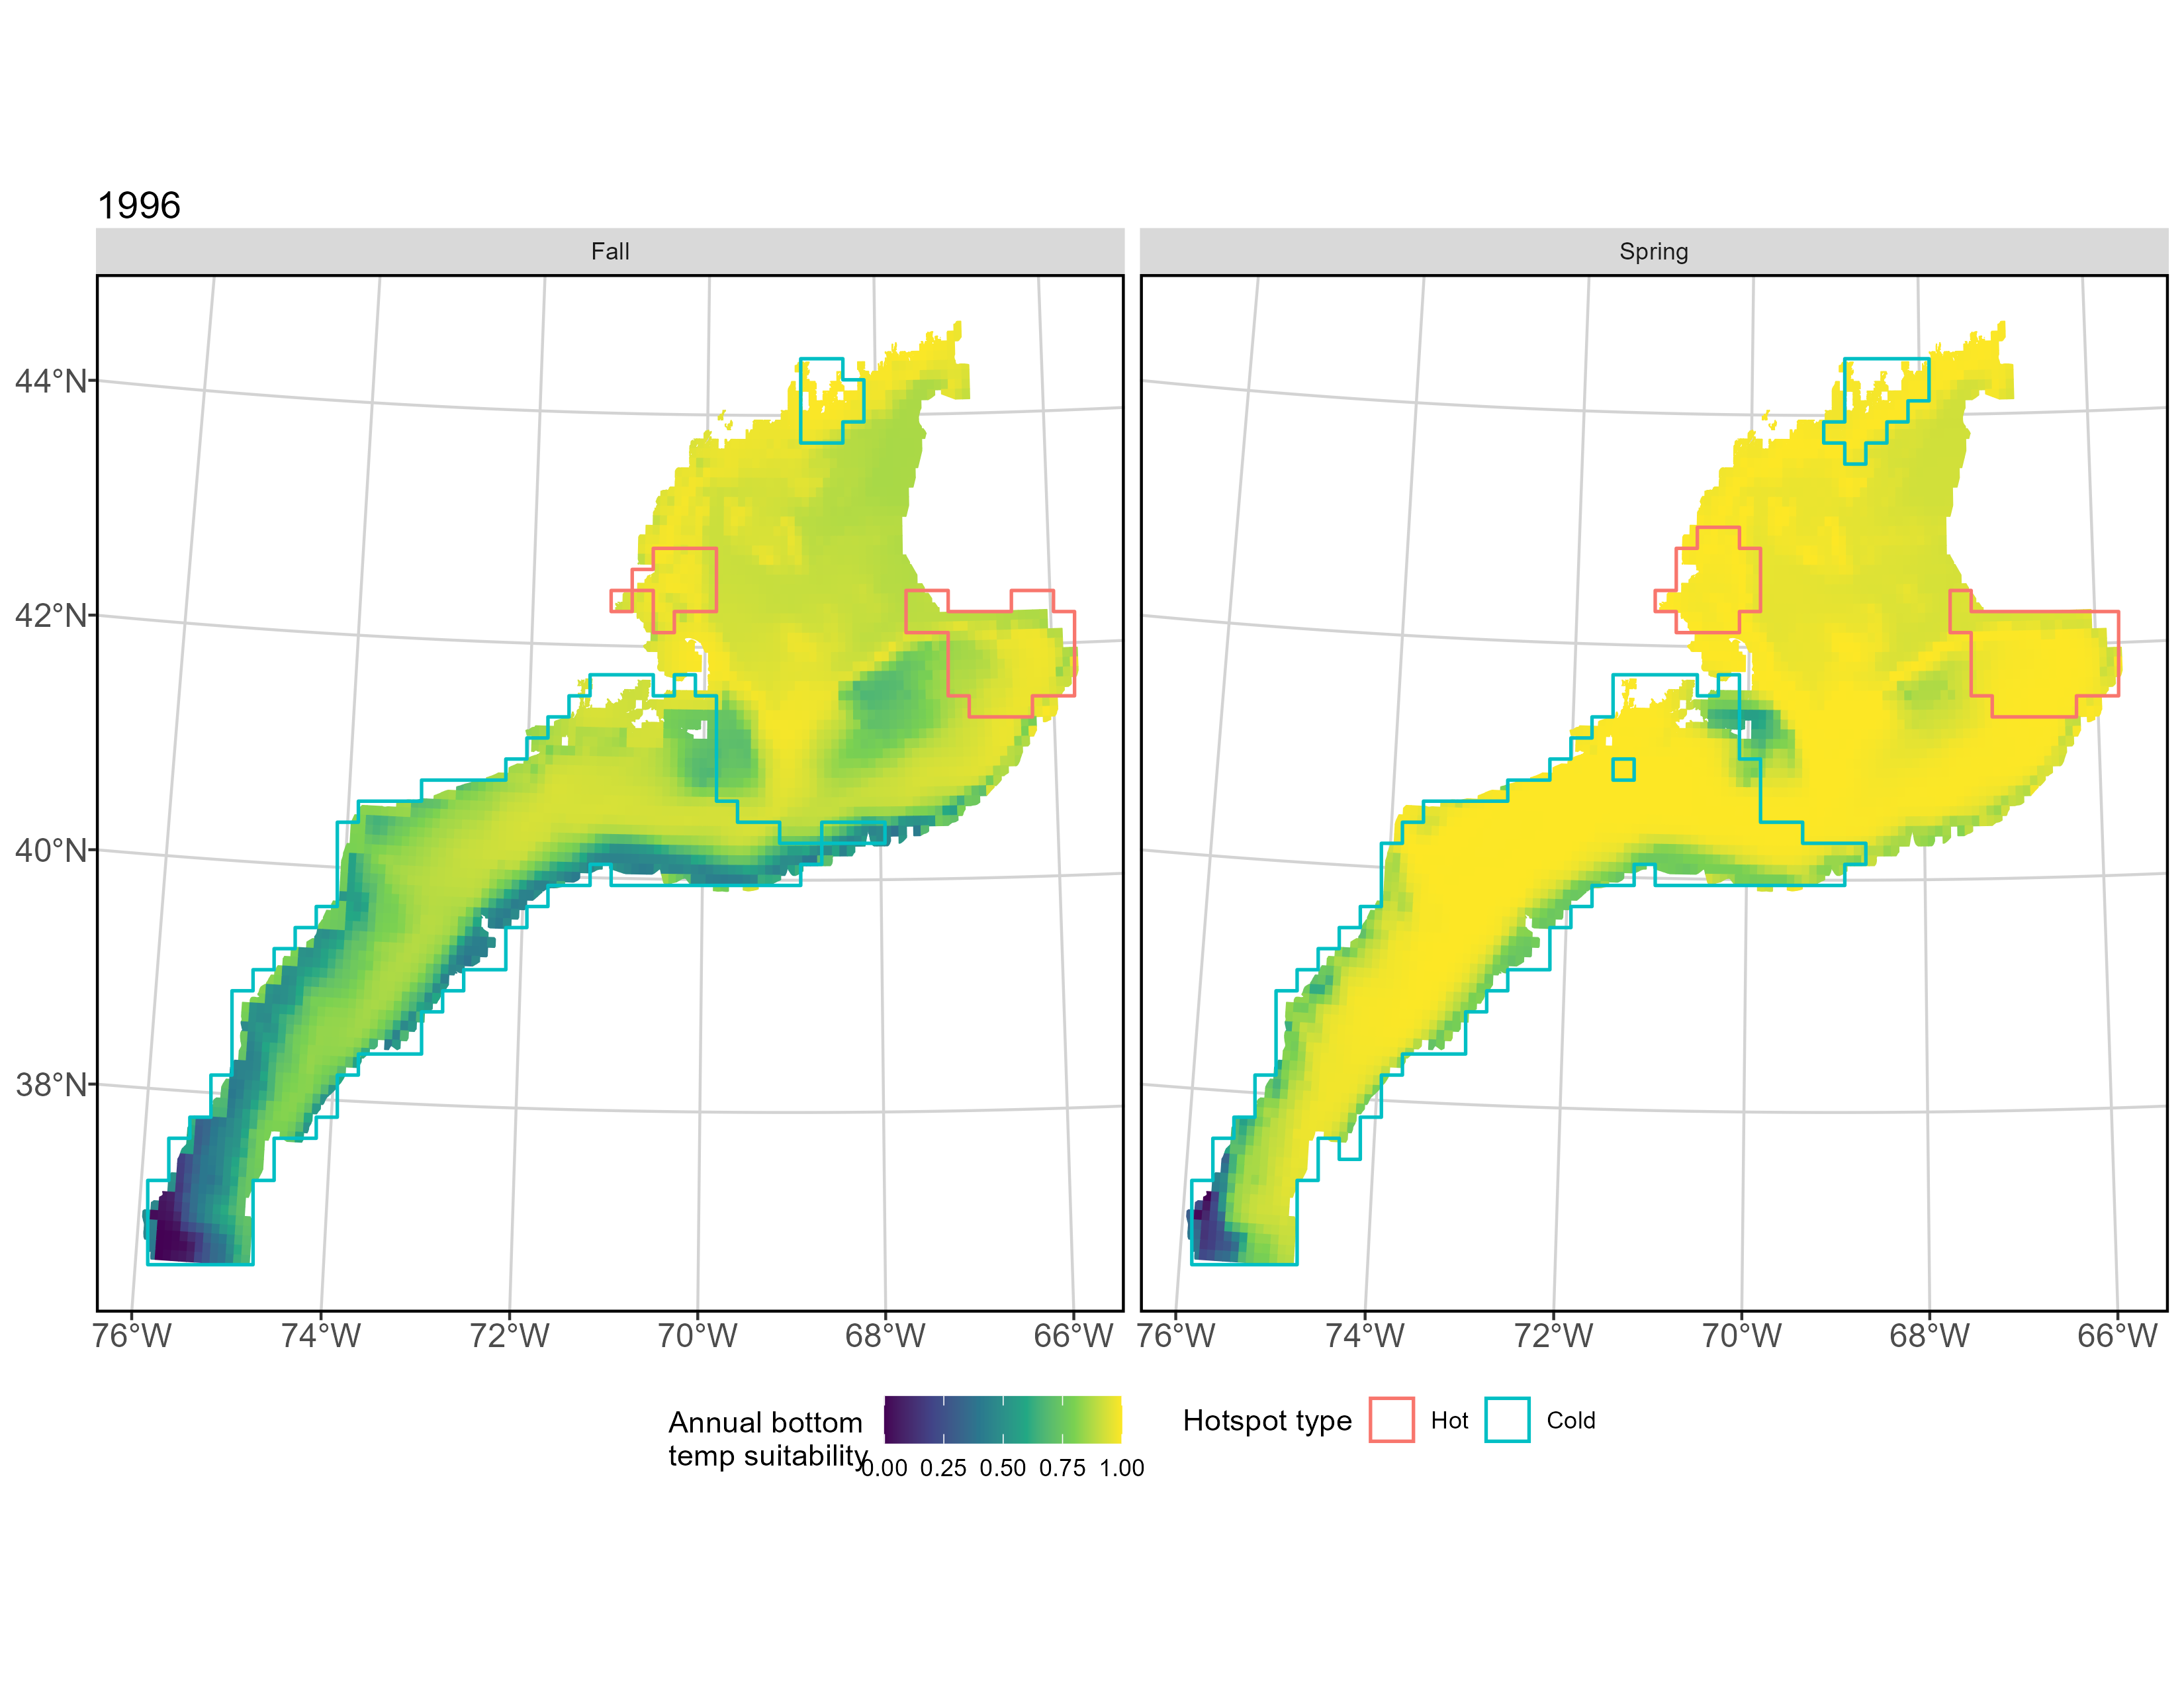 1996
Fall
Spring
44°N
42°N
40°N
38°N
76°W 74°W 72°W 70°W 68°W 66°W
76°W 74°W 72°W 70°W 68°W 66°W
Annual bottom
temp suitability
0.00 0.25 0.50 0.75 1.00
Hotspot type Hot Cold